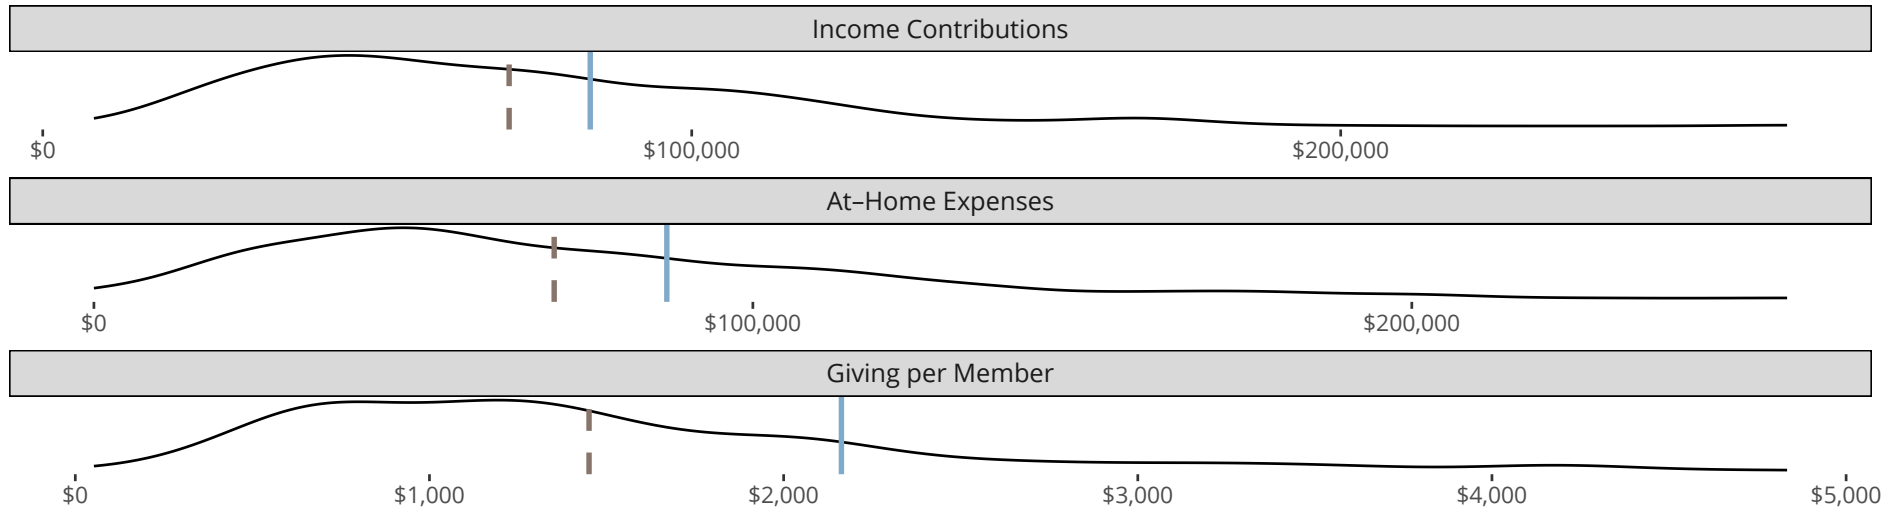 Income Contributions
$0 $100,000 $200,000
At–Home Expenses
$0 $100,000 $200,000
Giving per Member
$0 $1,000 $2,000 $3,000 $4,000 $5,000